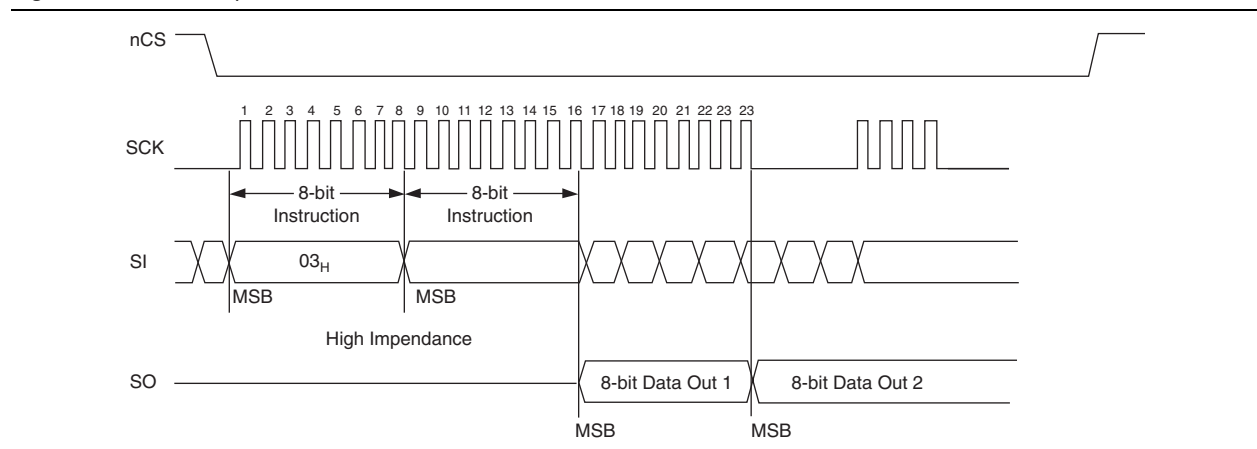 nCS
1 2 3 4 5 6 7 8 9 10 11 12 13 14 15 16 17 18 19 20 21 22 23 23
SCK
8-bit
Instruction
8-bit
Instruction
SI
03H
MSB
MSB
High Impendance
SO
8-bit Data Out 1
8-bit Data Out 2
MSB
MSB